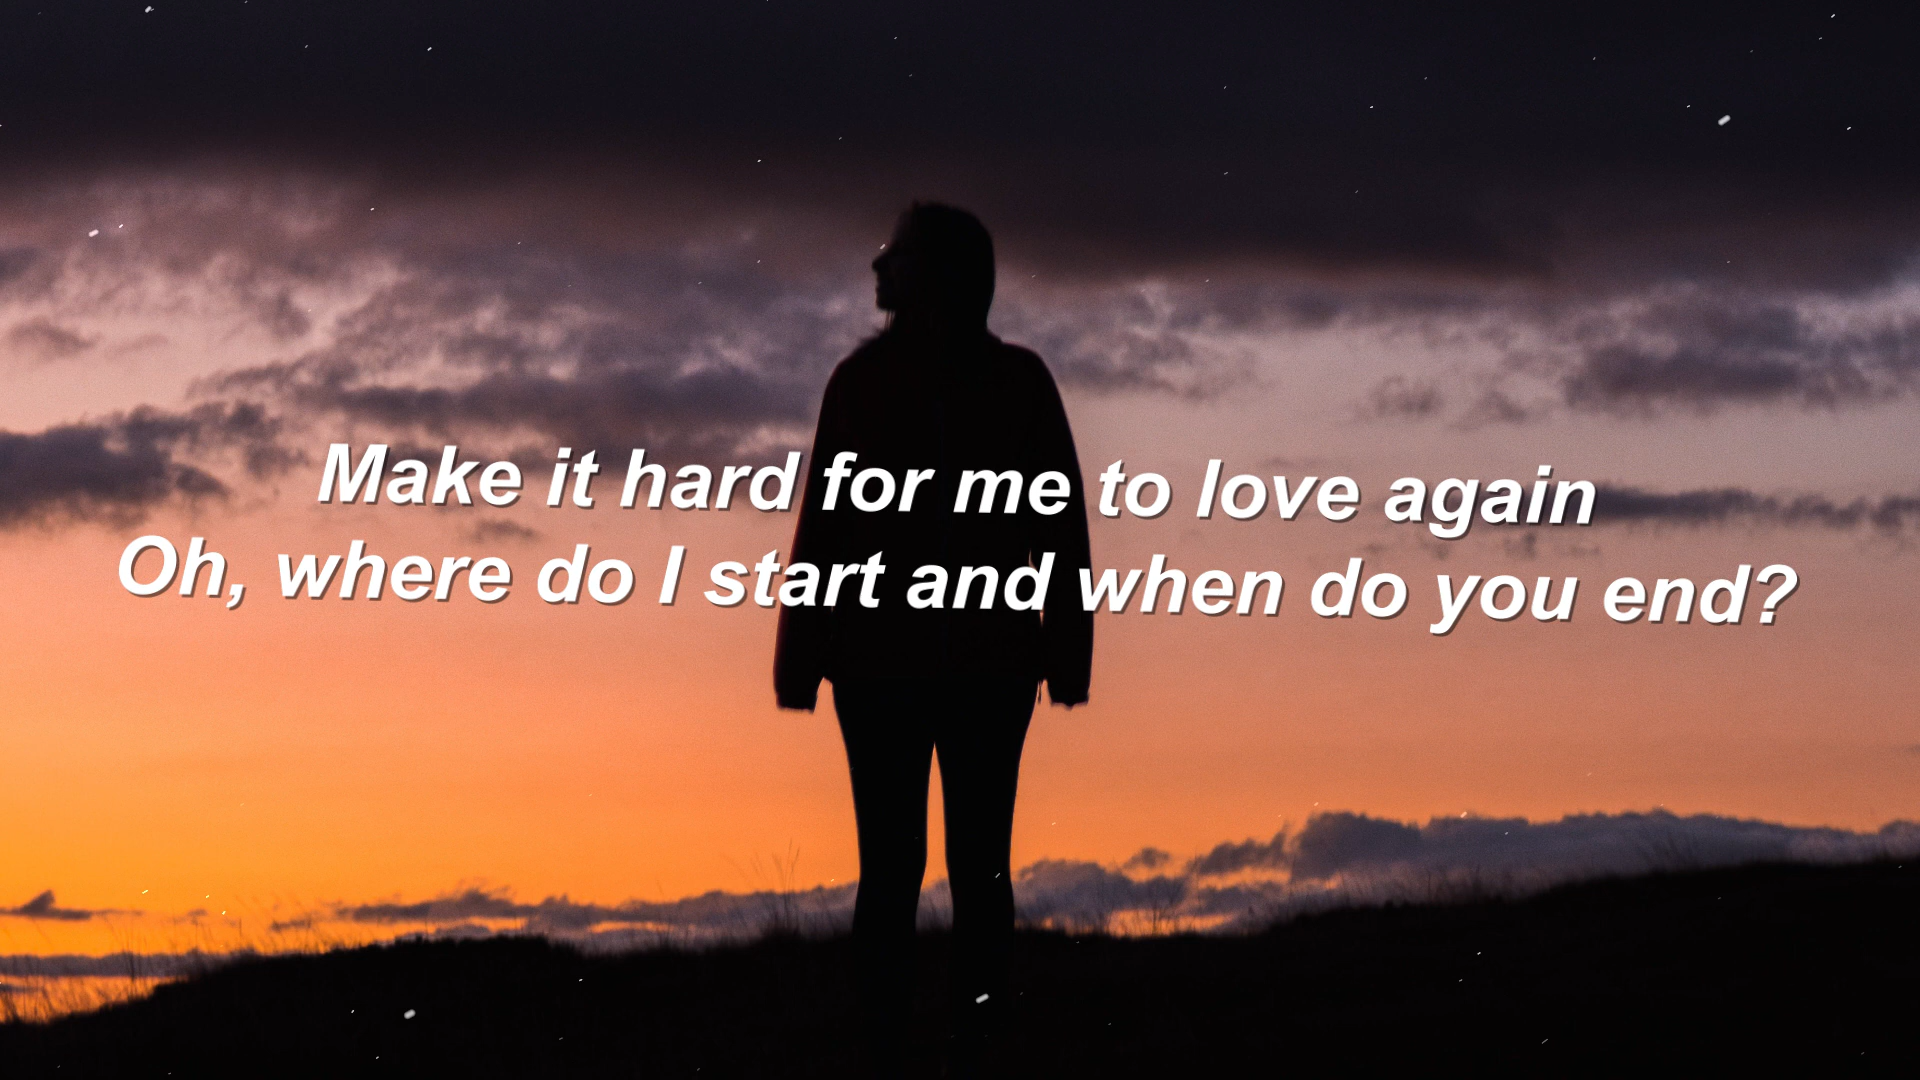 Make it hard for me to love again
Oh, where do I start and when do you end?